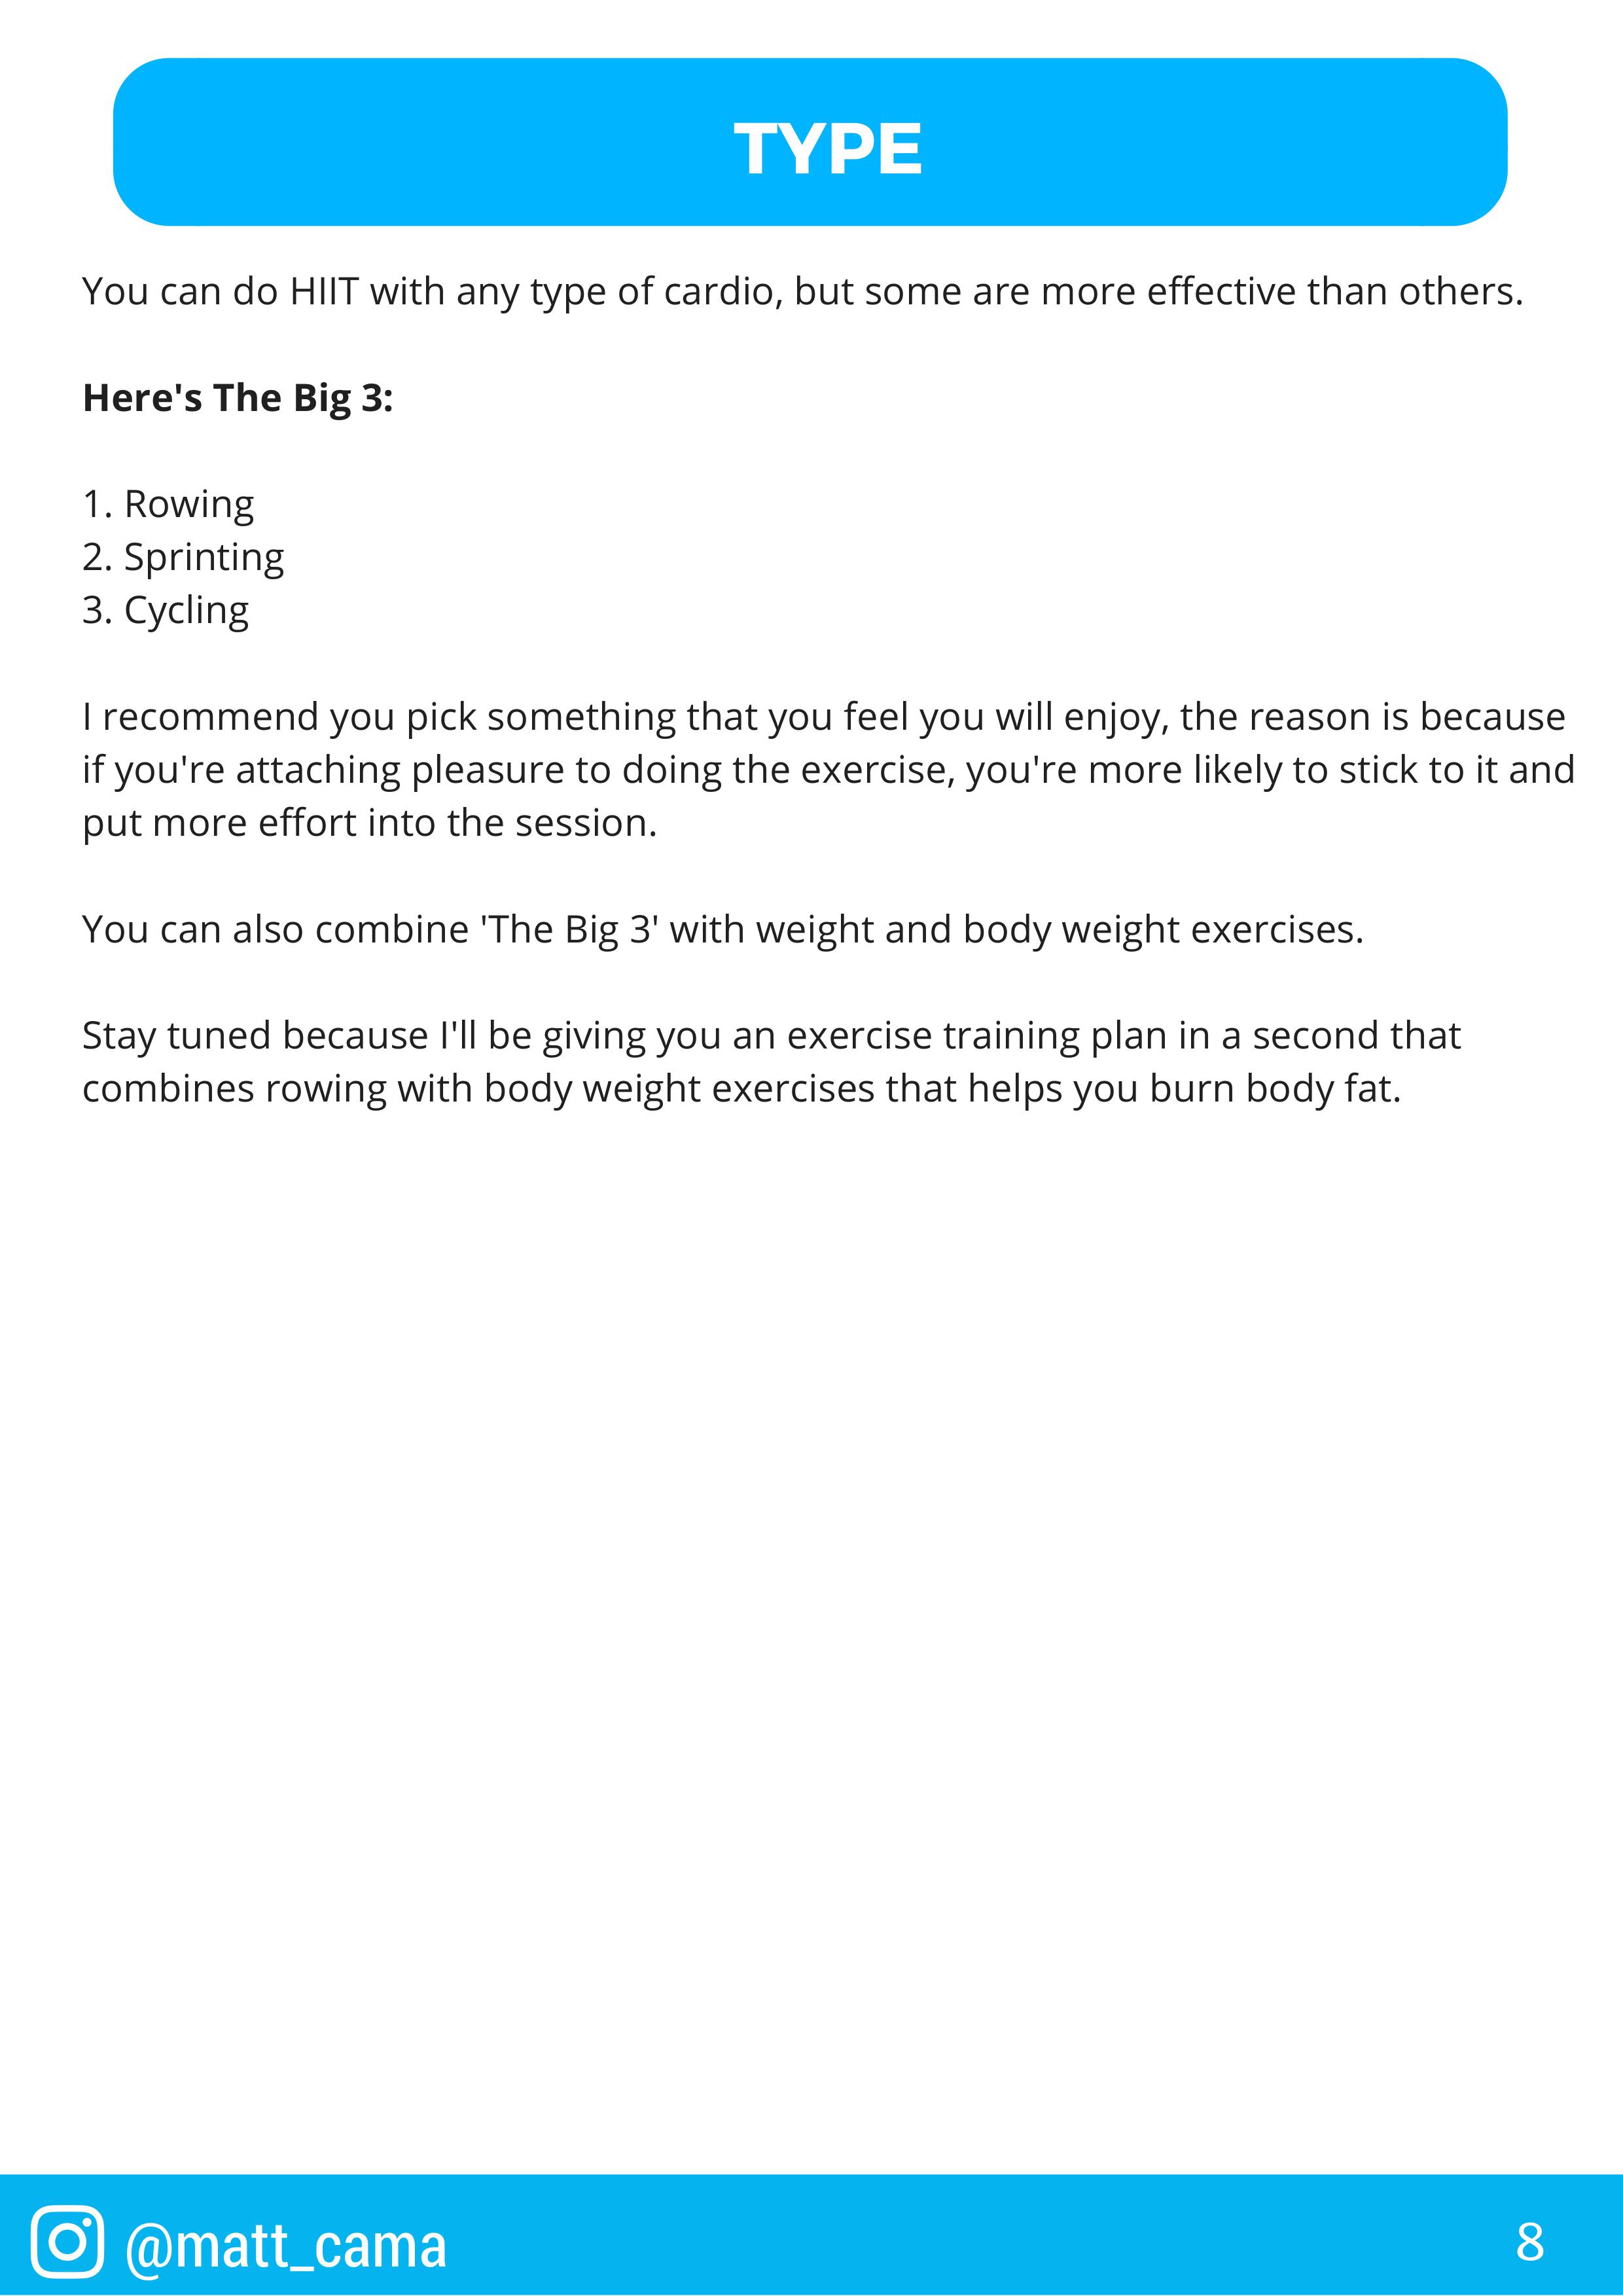 TYPE
You can do HIIT with any type of cardio, but some are more effective than others.
Here's The Big 3:
1. Rowing
2. Sprinting
3. Cycling
I recommend you pick something that you feel you will enjoy, the reason is because
if you're attaching pleasure to doing the exercise, you're more likely to stick to it and
put more effort into the session.
You can also combine 'The Big 3' with weight and body weight exercises.
Stay tuned because I'll be giving you an exercise training plan in a second that
combines rowing with body weight exercises that helps you burn body fat.
@matt_cama
8